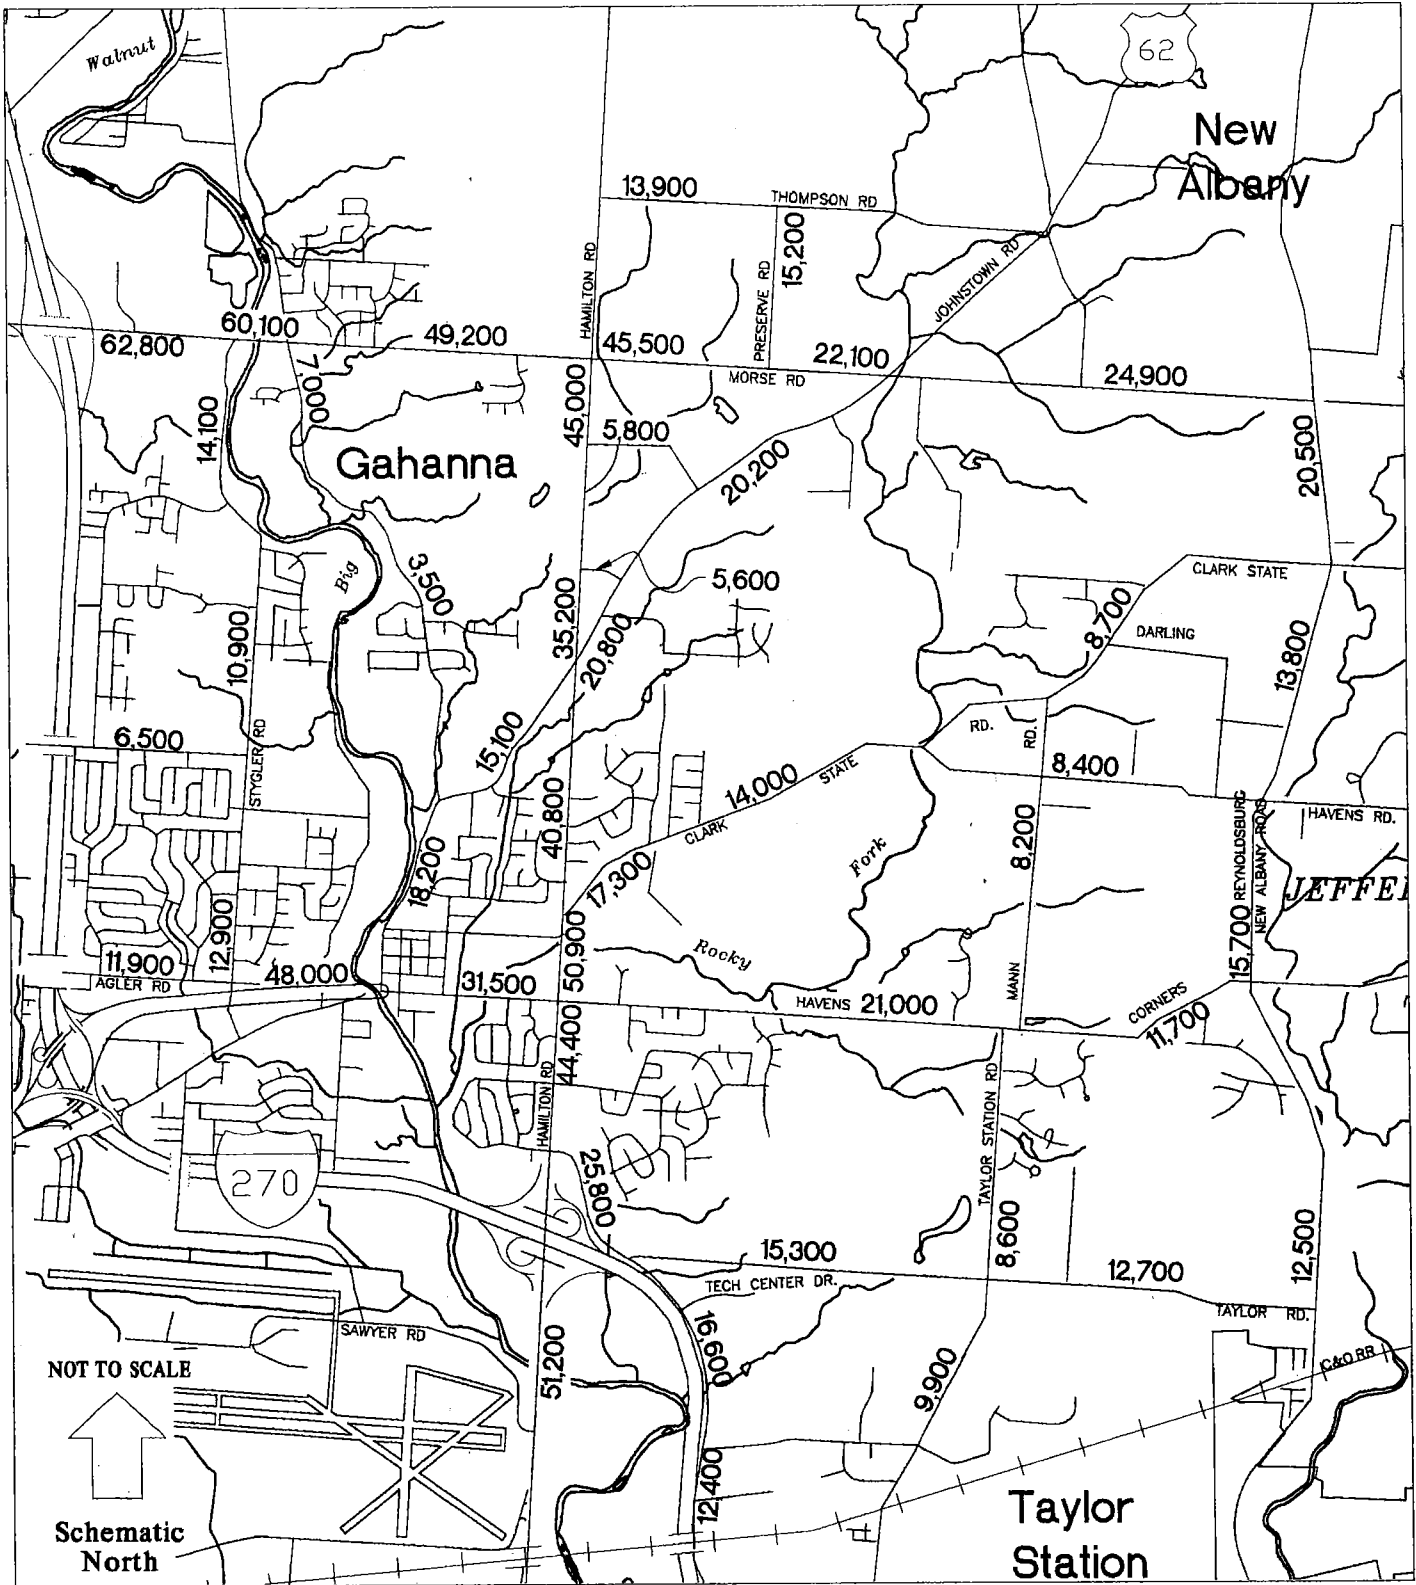 Walnut
62
New
Albany
13,900
THOMPSON RD
15,200
HAMILTON RD
PRESERVE RD
JOHNSTOWN RD
60,100
62,800
49,200
45,500
22,100
MORSE RD
24,900
7,000
14,100
45,000
5,800
Gahanna
20,200
20,500
Big
3,500
5,600
CLARK STATE
10,900
35,200
20,800
8,700
DARLING
13,800
6,500
STYGLER RD
15,100
RD.
RD.
14,000
STATE
8,400
40,800
CLARK
8,200
REYNOLDSBURG
NEW ALBANY ROAD
HAVENS RD.
18,200
17,300
Fork
JEFFE
12,900
50,900
Rocky
15,700
11,900
AGLER RD
48,000
31,500
HAVENS
21,000
MANN
CORNERS
11,700
44,400
HAMILTON RD
TAYLOR STATION RD
270
25,800
15,300
8,600
12,700
12,500
TECH CENTER DR.
TAYLOR RD.
SAWYER RD
16,600
51,200
C&O RR
NOT TO SCALE
9,900
12,400
Schematic
North
Taylor
Station